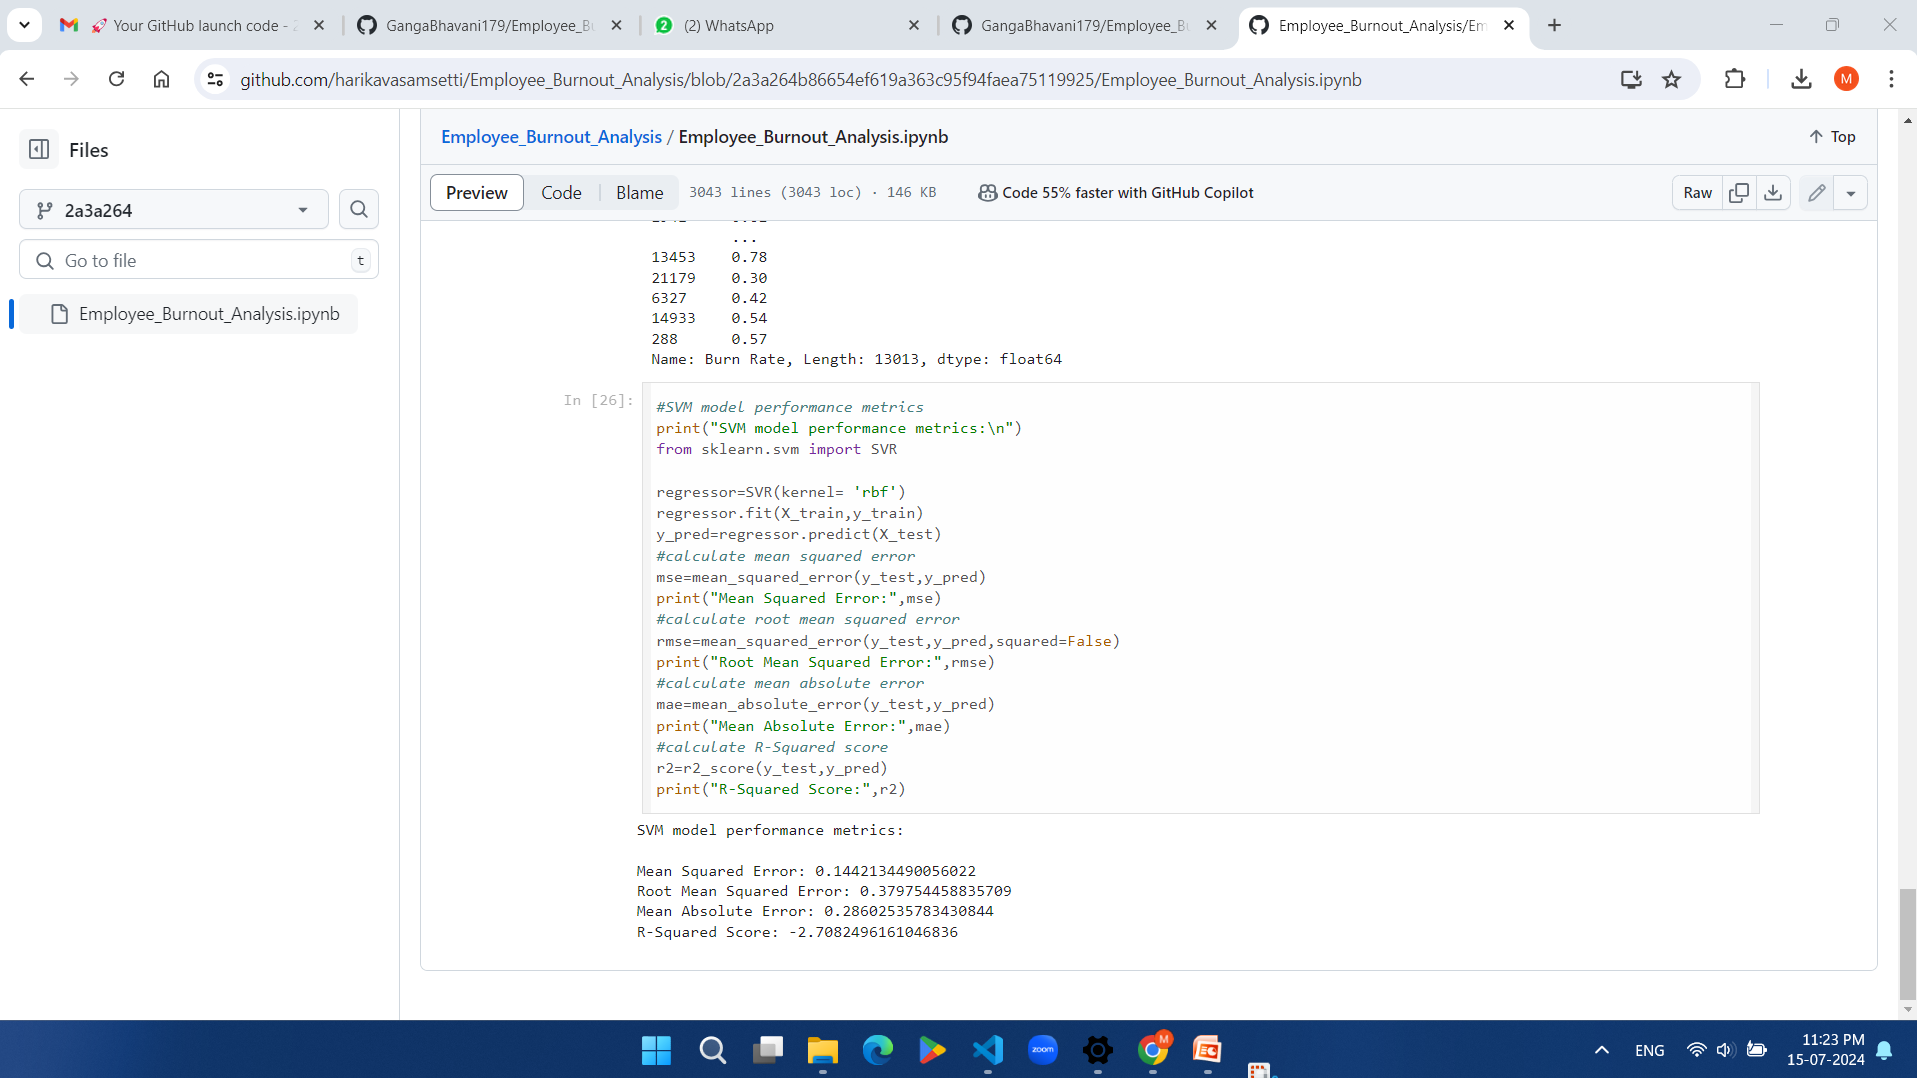 🚀 Your GitHub launch code -
GangaBhavani179/Employee_B
(2) WhatsApp
GangaBhavani179/Employee_B
Employee_Burnout_Analysis/Em
github.com/harikavasamsetti/Employee_Burnout_Analysis/blob/2a3a264b86654ef619a363c95f94faea75119925/Employee_Burnout_Analysis.ipynb
M
Files
2a3a264
Go to file
t
Employee_Burnout_Analysis.ipynb
Employee_Burnout_Analysis / Employee_Burnout_Analysis.ipynb
Top
Preview
Code
Blame
3043 lines (3043 loc) · 146 KB
Code 55% faster with GitHub Copilot
Raw
...
13453 0.78
21179 0.30
6327 0.42
14933 0.54
288 0.57
Name: Burn Rate, Length: 13013, dtype: float64
In [26]:
#SVM model performance metrics
print("SVM model performance metrics:\n")
from sklearn.svm import SVR
regressor=SVR(kernel= 'rbf')
regressor.fit(X_train,y_train)
y_pred=regressor.predict(X_test)
#calculate mean squared error
mse=mean_squared_error(y_test,y_pred)
print("Mean Squared Error:",mse)
#calculate root mean squared error
rmse=mean_squared_error(y_test,y_pred,squared=False)
print("Root Mean Squared Error:",rmse)
#calculate mean absolute error
mae=mean_absolute_error(y_test,y_pred)
print("Mean Absolute Error:",mae)
#calculate R-Squared score
r2=r2_score(y_test,y_pred)
print("R-Squared Score:",r2)
SVM model performance metrics:
Mean Squared Error: 0.1442134490056022
Root Mean Squared Error: 0.379754458835709
Mean Absolute Error: 0.28602535783430844
R-Squared Score: -2.7082496161046836
zoom
M
ENG
11:23 PM
15-07-2024